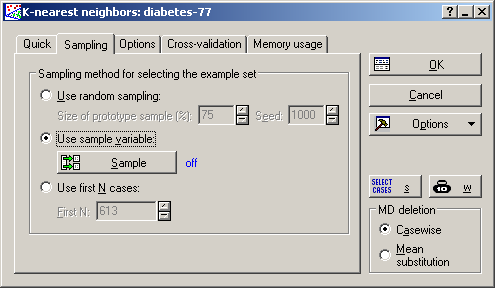 K-nearest neighbors: diabetes-77
Quick Sampling Options Cross-validation Memory usage
Sampling method for selecting the example set
Use random sampling:
Size of prototype sample (%): 75 Seed: 1000
Use sample variable:
Sample off
Use first N cases:
First N: 613
OK
Cancel
Options
SELECT
CASES s w
MD deletion
Casewise
Mean
substitution